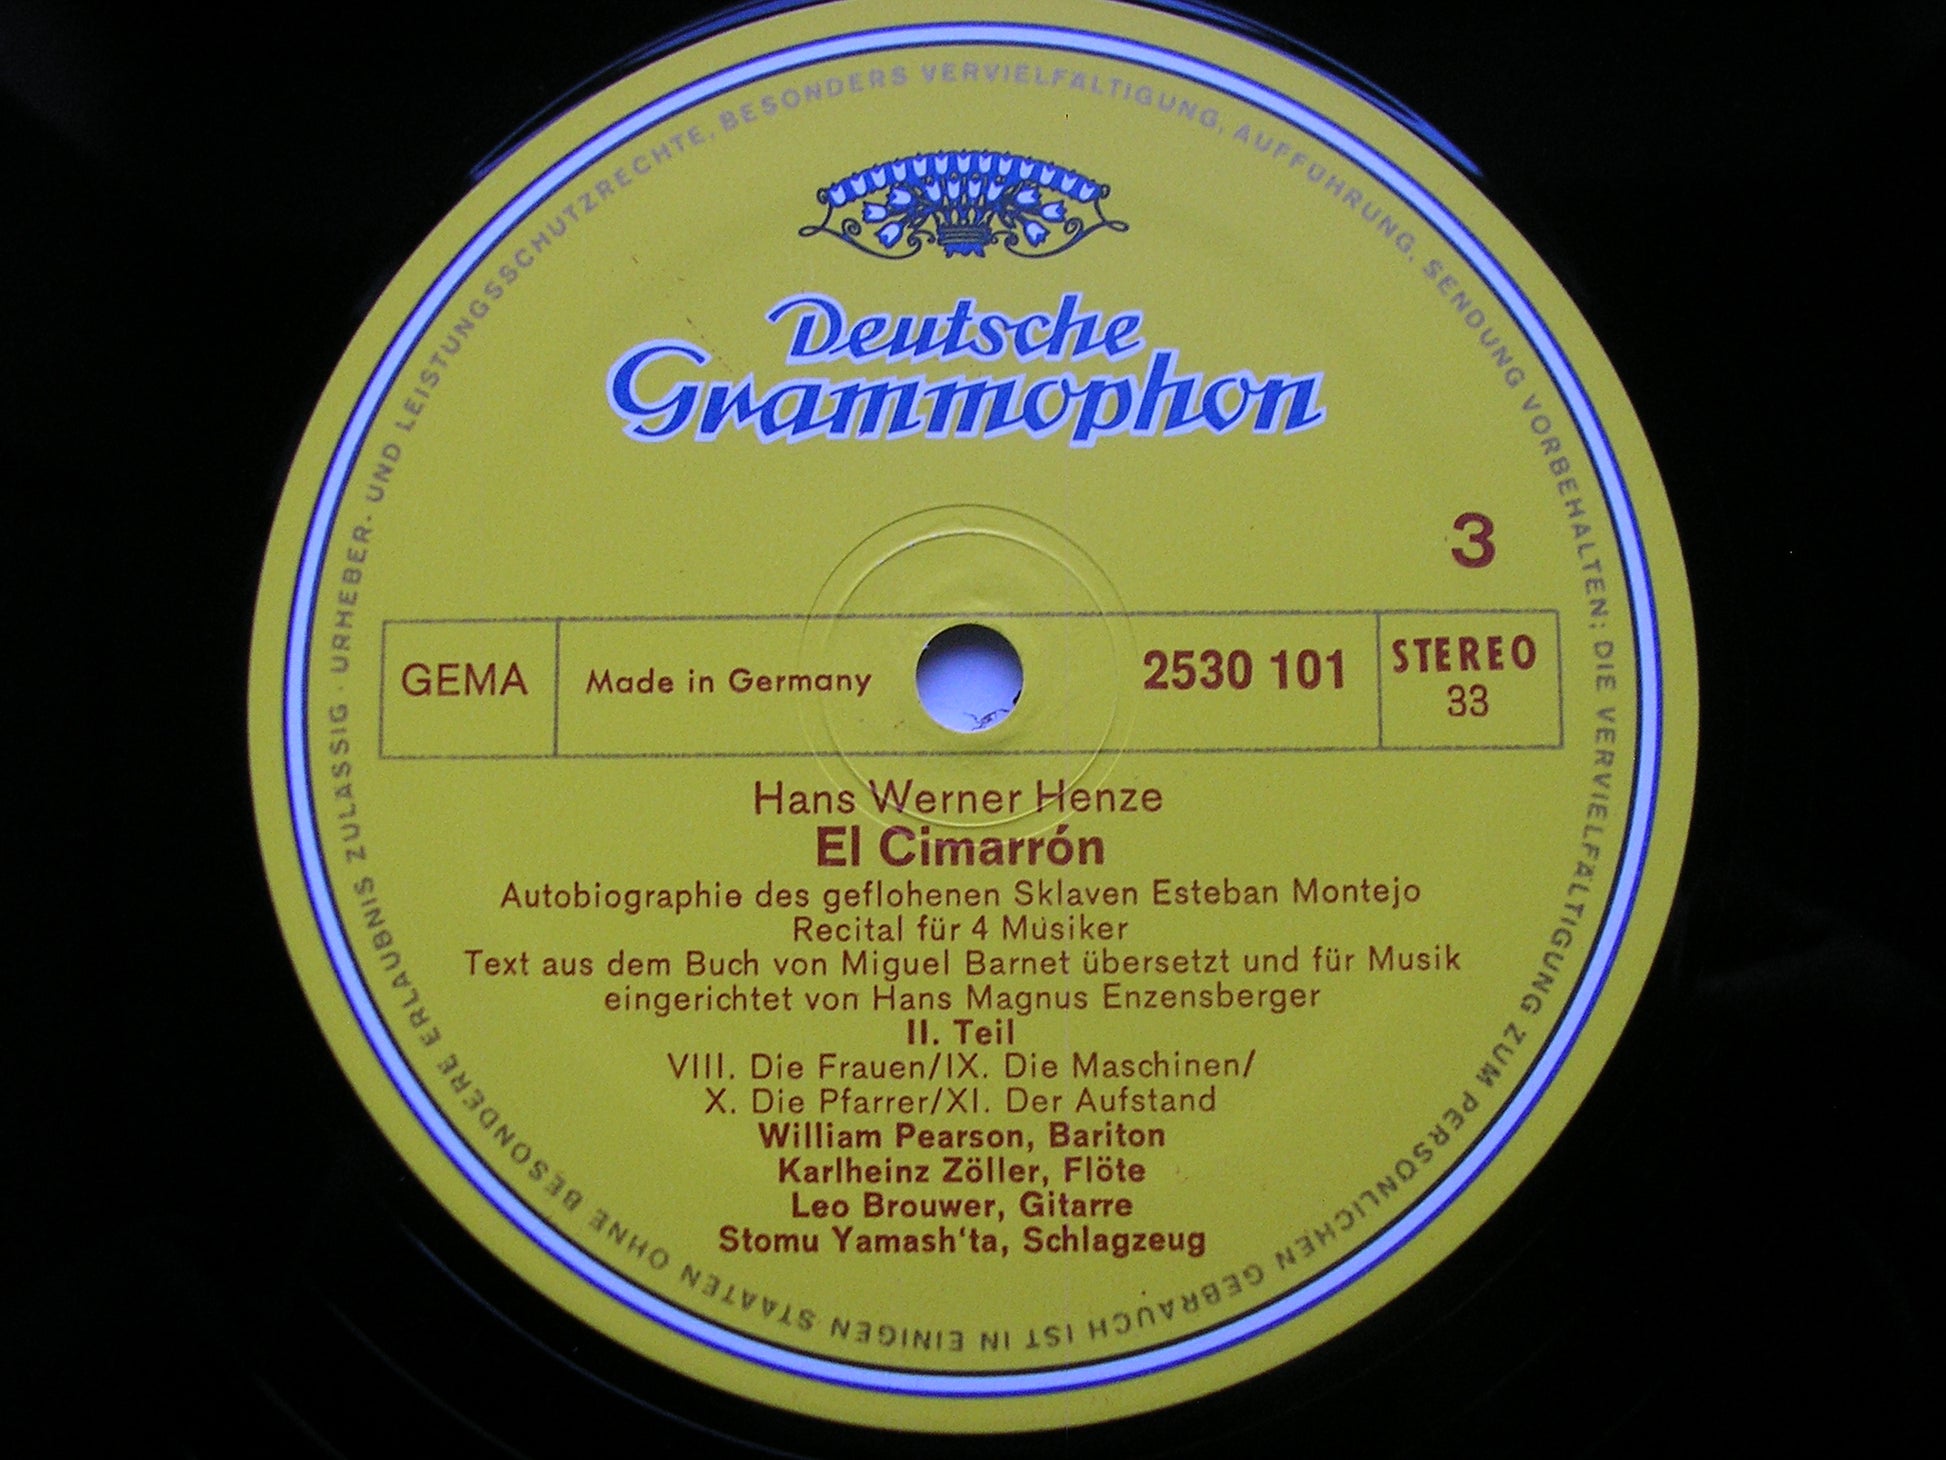 URHEBER- UND LEISTUNGSSCHUTZRECHTE, BESONDERS VERVIELFÄLTIGUNG, AUFFÜHRUNG, SENDUNG VORBEHALTEN; DIE VERVIELFÄLTIGUNG ZUM PERSÖNLICHEN GEBRAUCH IST IN EINIGEN STAATEN OHNE BESONDERE ERLAUBNIS ZULÄSSIG ·
Deutsche
Grammophon
3
GEMA
Made in Germany
2530 101
STEREO
33
Hans Werner Henze
El Cimarrón
Autobiographie des geflohenen Sklaven Esteban Montejo
Recital für 4 Musiker
Text aus dem Buch von Miguel Barnet übersetzt und für Musik
eingerichtet von Hans Magnus Enzensberger
II. Teil
VIII. Die Frauen/IX. Die Maschinen/
X. Die Pfarrer/XI. Der Aufstand
William Pearson, Bariton
Karlheinz Zöller, Flöte
Leo Brouwer, Gitarre
Stomu Yamash‘ta, Schlagzeug